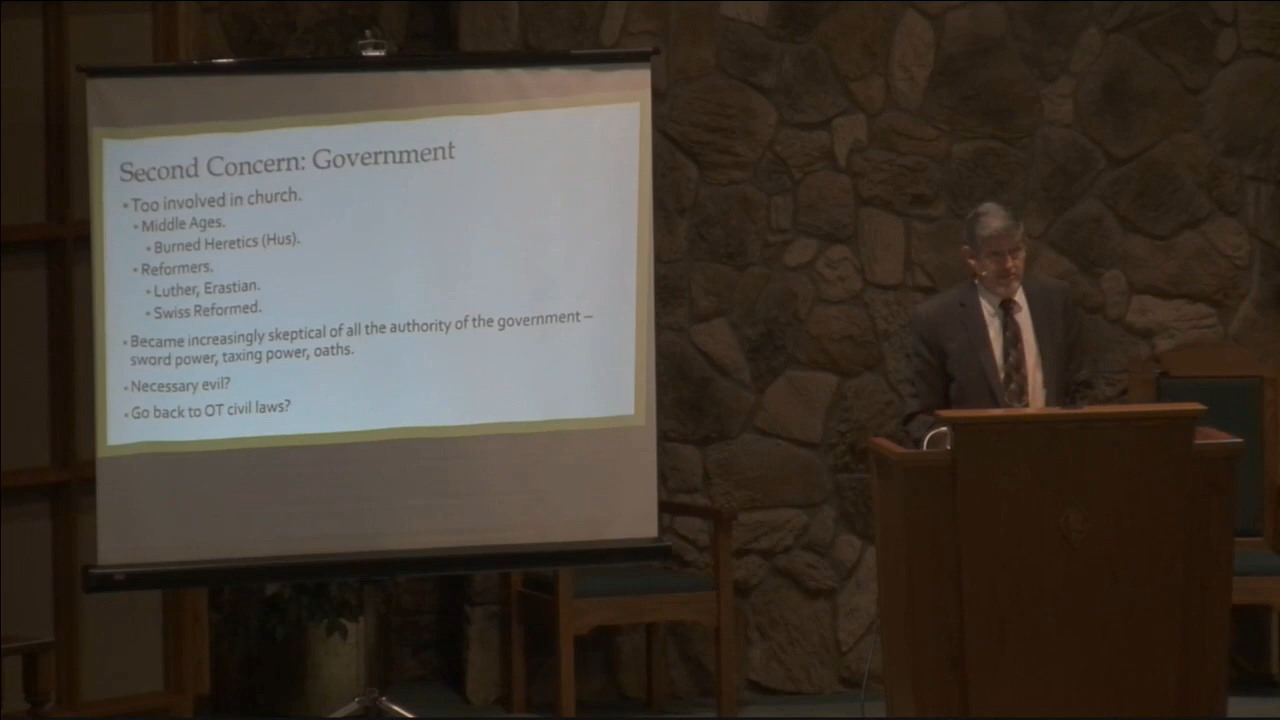 Second Concern: Government
• Too involved in church.
• Middle Ages.
• Burned Heretics (Hus).
• Reformers.
• Luther, Erastian.
• Swiss Reformed.
• Became increasingly skeptical of all the authority of the government –
sword power, taxing power, oaths.
• Necessary evil?
• Go back to OT civil laws?